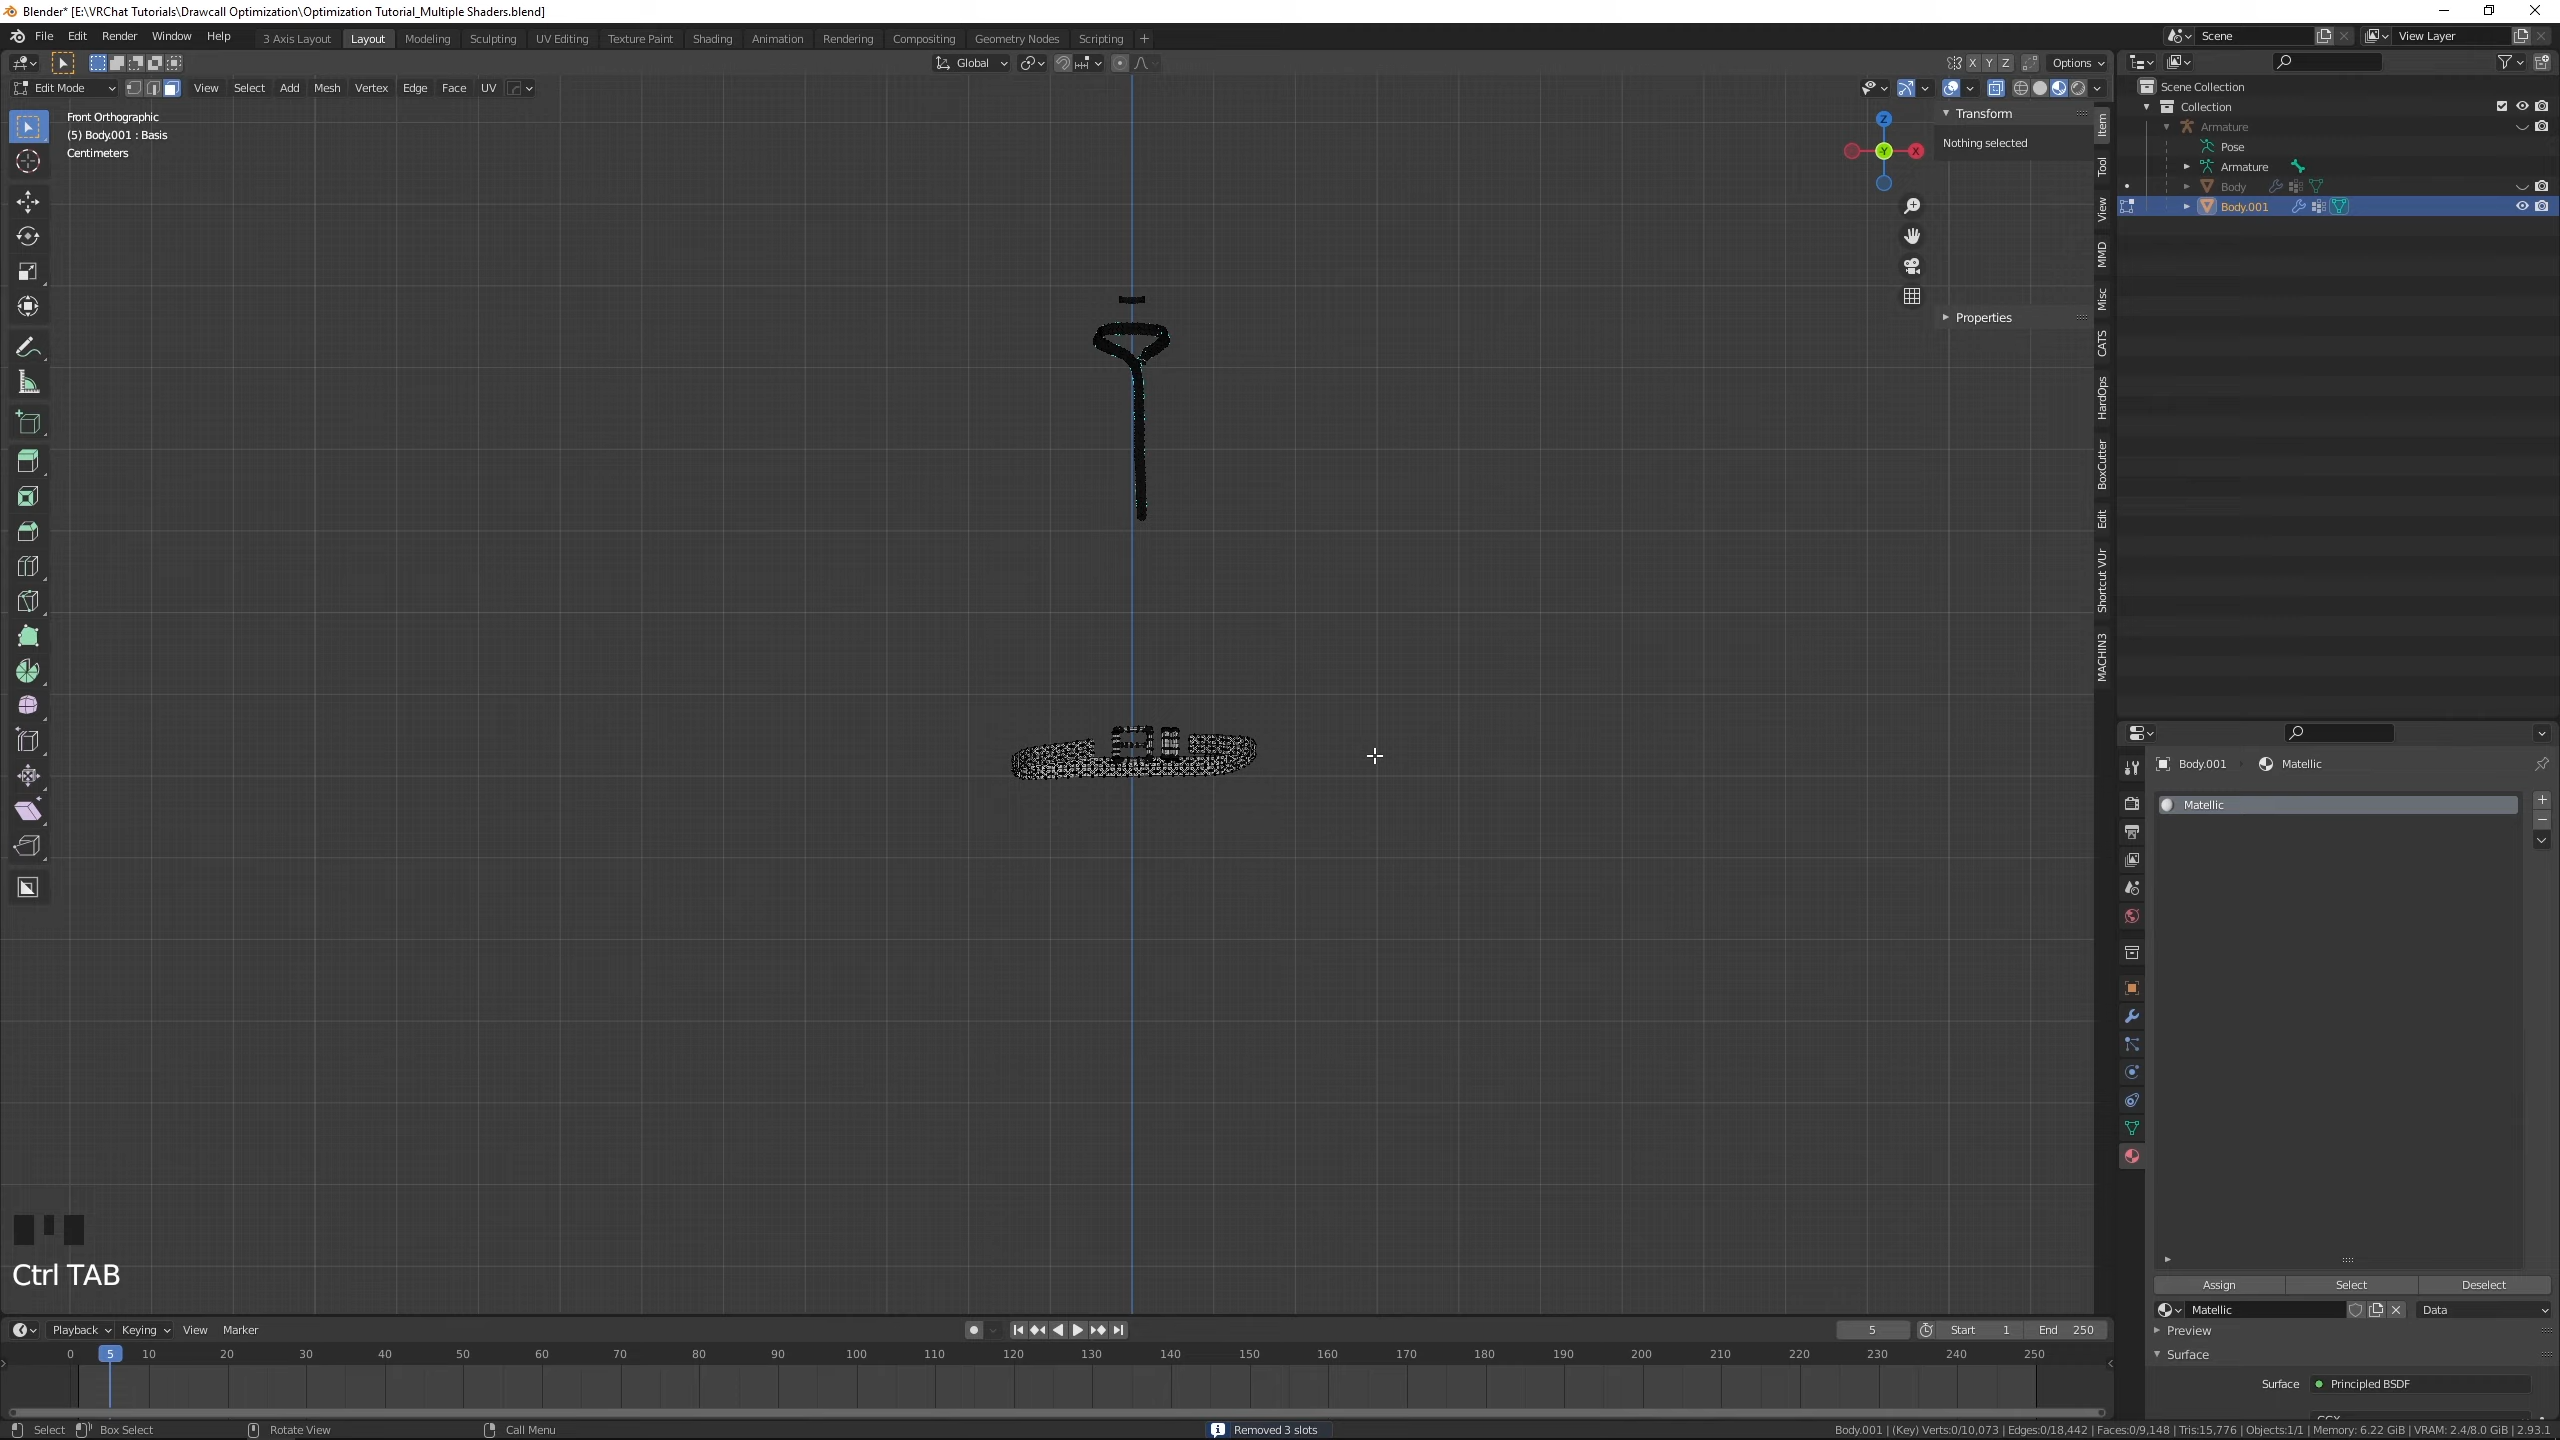 Blender* [E:\VRChat Tutorials\Drawcall Optimization\Optimization Tutorial_Multiple Shaders.blend]
File Edit Render Window Help 3 Axis Layout Layout Modeling Sculpting UV Editing Texture Paint Shading Animation Rendering Compositing Geometry Nodes Scripting + Scene View Layer
Global X Y Z Options
Edit Mode View Select Add Mesh Vertex Edge Face UV
Scene Collection
Collection
Armature
Pose
Armature
Body
Body.001
Front Orthographic
(5) Body.001 : Basis
Centimeters
Z
Y
X
Transform
Nothing selected
Properties
Item
Tool
View
MMD
Misc
CATS
HardOps
BoxCutter
Edit
Shortcut VUr
MACHIN3
Body.001 Matellic
Matellic
Assign Select Deselect
Matellic Data
Preview
Surface
Surface Principled BSDF
Ctrl TAB
Playback Keying View Marker 5 Start 1 End 250
0 5 10 20 30 40 50 60 70 80 90 100 110 120 130 140 150 160 170 180 190 200 210 220 230 240 250
Select Box Select Rotate View Call Menu Removed 3 slots Body.001 | (Key) Verts:0/10,073 | Edges:0/18,442 | Faces:0/9,148 | Tris:15,776 | Objects:1/1 | Memory: 6.22 GiB | VRAM: 2.4/8.0 GiB | 2.93.1